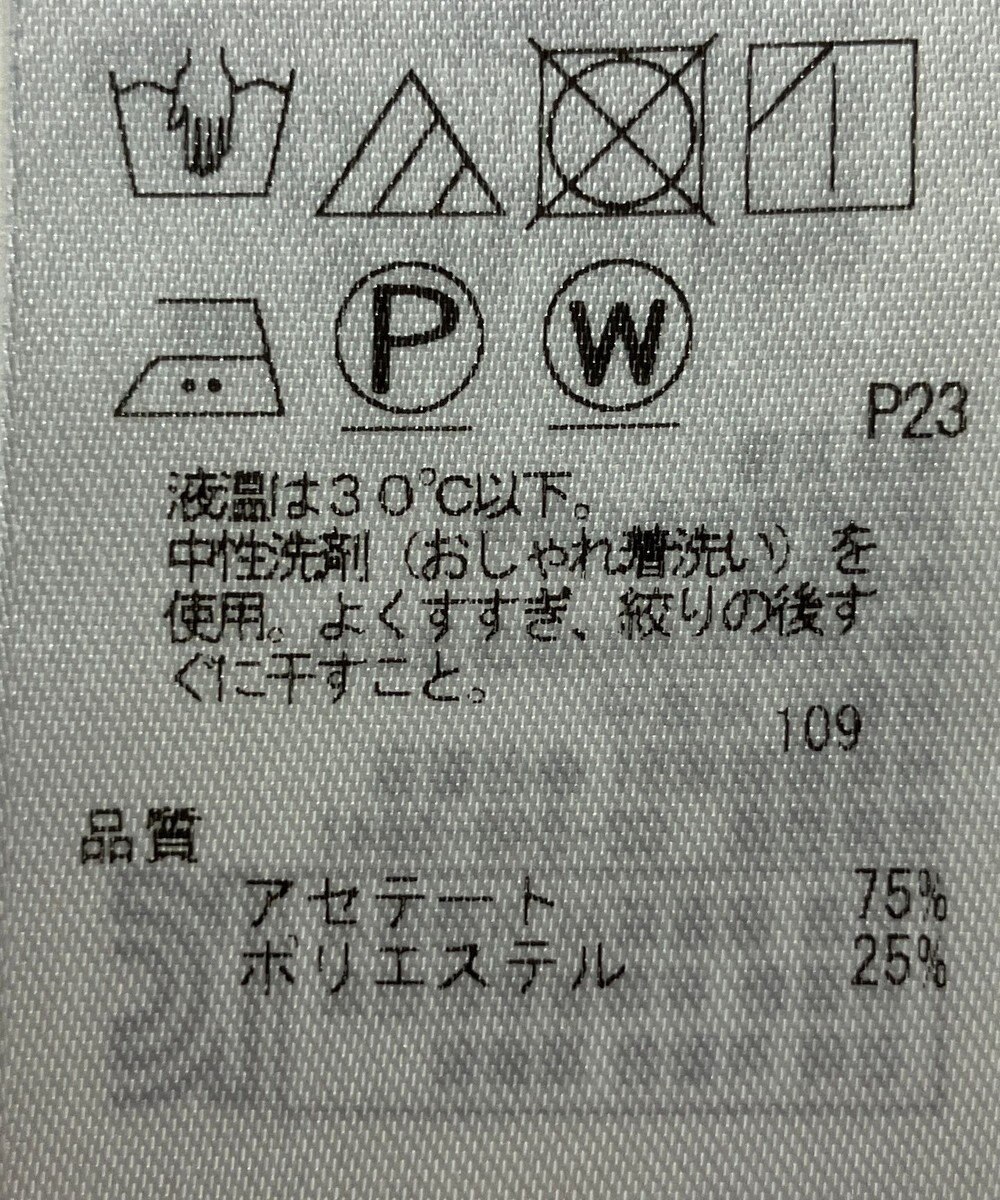 P
W
P23
液温は30℃以下。
中性洗剤（おしゃれ着洗い）を
使用。よくすすぎ、絞りの後す
ぐに干すこと。
109
品質
アセテート 75%
ポリエステル 25%